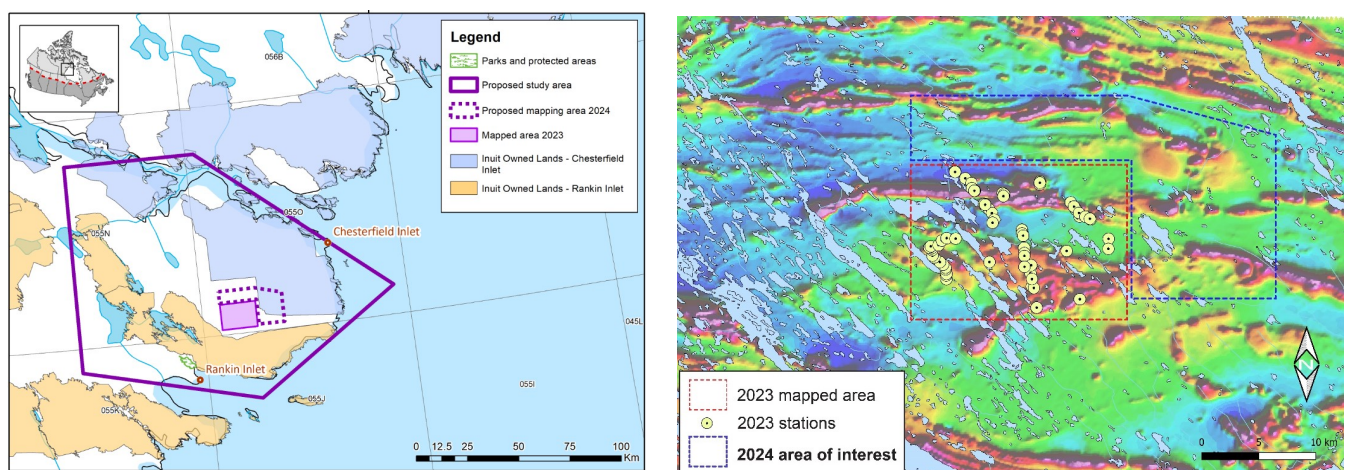 056B
Legend
Parks and protected areas
Proposed study area
Proposed mapping area 2024
Mapped area 2023
Inuit Owned Lands - Chesterfield
Inlet
Inuit Owned Lands - Rankin Inlet
055O
055N
Chesterfield Inlet
045L
Rankin Inlet
055I
055J
055K
0 12.5 25 50 75 100
Km
N
2023 mapped area
2023 stations
2024 area of interest
0 5 10 km